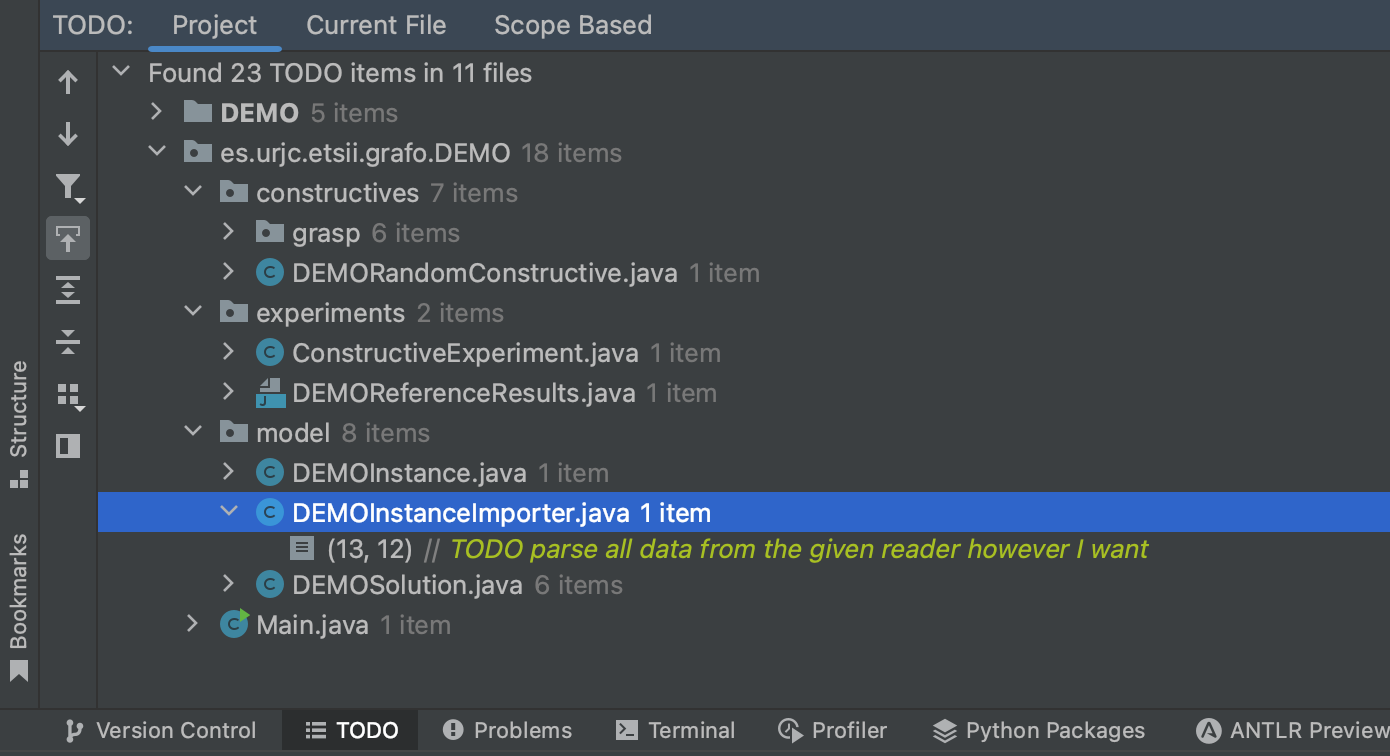 TODO: Project Current File Scope Based
Found 23 TODO items in 11 files
DEMO 5 items
es.urjc.etsii.grafo.DEMO 18 items
constructives 7 items
grasp 6 items
C DEMORandomConstructive.java 1 item
experiments 2 items
C ConstructiveExperiment.java 1 item
J DEMOReferenceResults.java 1 item
model 8 items
C DEMOInstance.java 1 item
C DEMOInstanceImporter.java 1 item
(13, 12) // TODO parse all data from the given reader however I want
C DEMOSolution.java 6 items
C Main.java 1 item
Structure
Bookmarks
Version Control TODO Problems Terminal Profiler Python Packages A ANTLR Preview